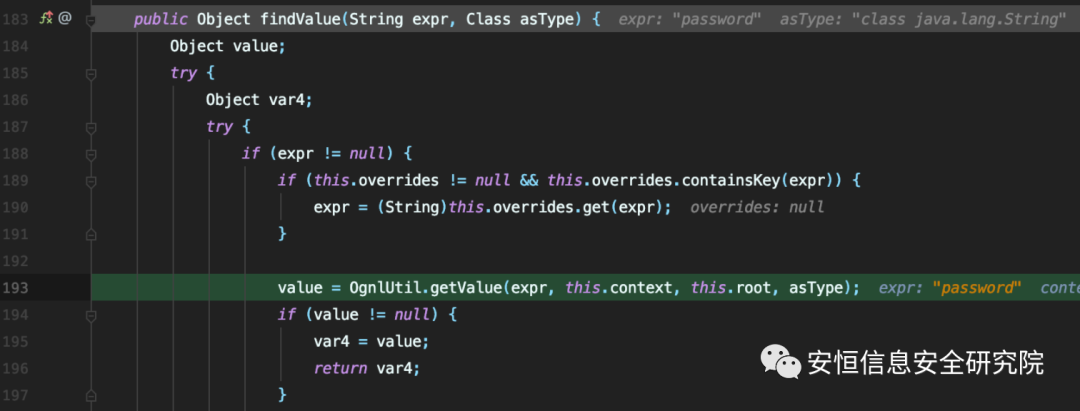 183 public Object findValue(String expr, Class asType) { expr: "password" asType: "class java.lang.String"
184 Object value;
185 try {
186 Object var4;
187 try {
188 if (expr != null) {
189 if (this.overrides != null && this.overrides.containsKey(expr)) {
190 expr = (String)this.overrides.get(expr); overrides: null
191 }
192
193 value = OgnlUtil.getValue(expr, this.context, this.root, asType); expr: "password" conte
194 if (value != null) {
195 var4 = value;
196 return var4;
197 }
安恒信息安全研究院